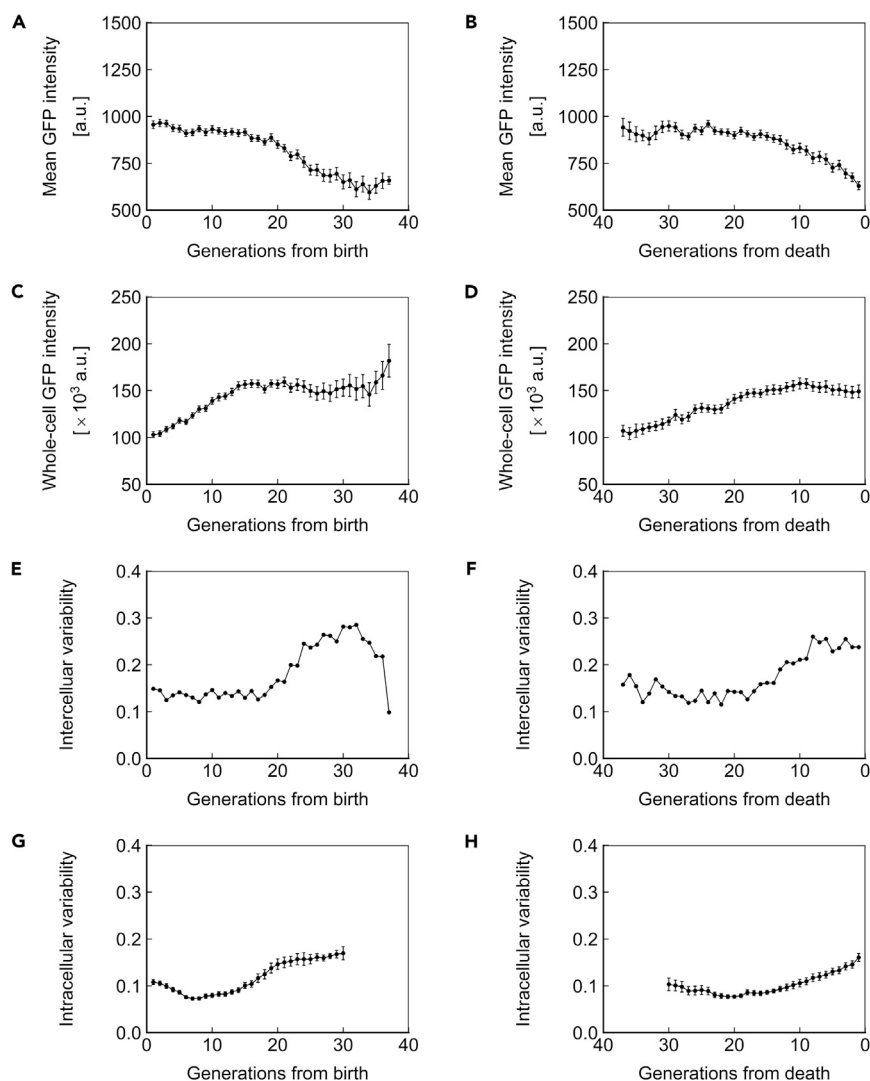 A
Mean GFP intensity
[a.u.]
1500
1250
1000
750
500
0
10
20
30
40
Generations from birth
B
Mean GFP intensity
[a.u.]
1500
1250
1000
750
500
40
30
20
10
0
Generations from death
C
Whole-cell GFP intensity
[ × 10³ a.u.]
250
200
150
100
50
0
10
20
30
40
Generations from birth
D
Whole-cell GFP intensity
[ × 10³ a.u.]
250
200
150
100
50
40
30
20
10
0
Generations from death
E
Intercelluar variability
0.4
0.3
0.2
0.1
0.0
0
10
20
30
40
Generations from birth
F
Intercelluar variability
0.4
0.3
0.2
0.1
0.0
40
30
20
10
0
Generations from death
G
Intracellular variability
0.4
0.3
0.2
0.1
0.0
0
10
20
30
40
Generations from birth
H
Intracellular variability
0.4
0.3
0.2
0.1
0.0
40
30
20
10
0
Generations from death